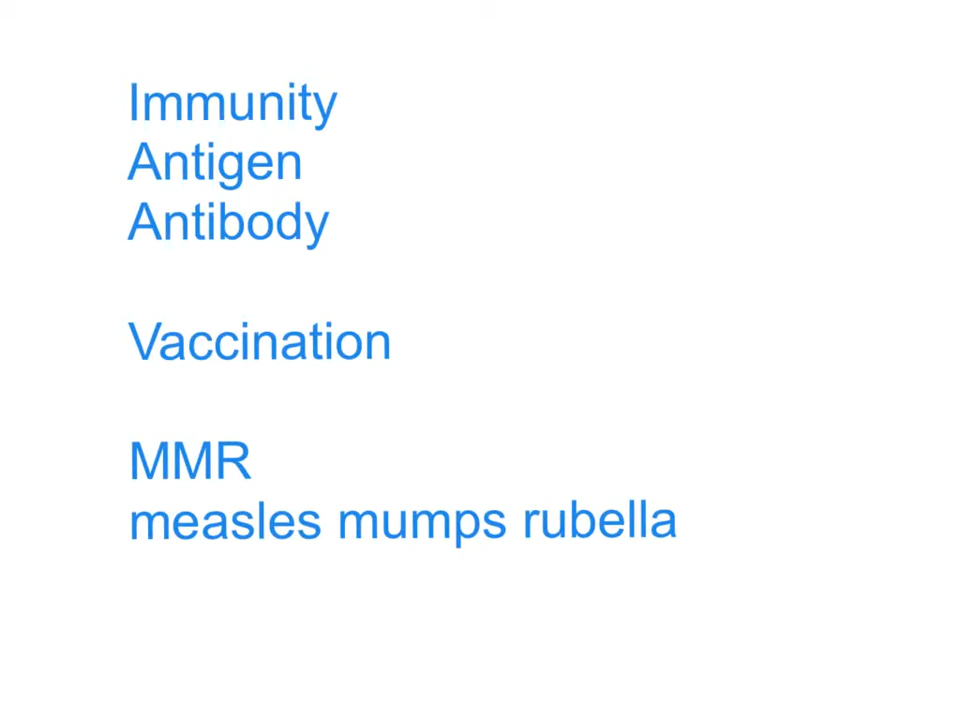 Immunity
Antigen
Antibody
Vaccination
MMR
measles mumps rubella